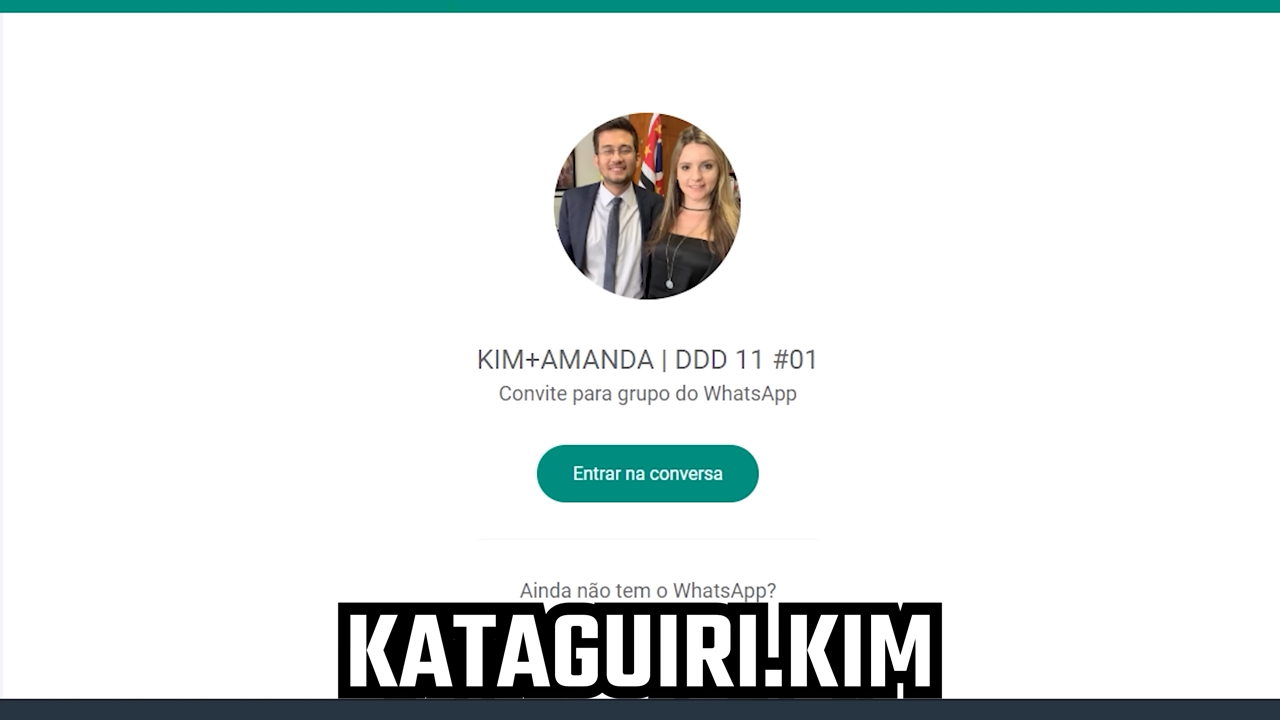 KIM+AMANDA | DDD 11 #01
Convite para grupo do WhatsApp
Entrar na conversa
Ainda não tem o WhatsApp?
KATAGUIRI.KIM